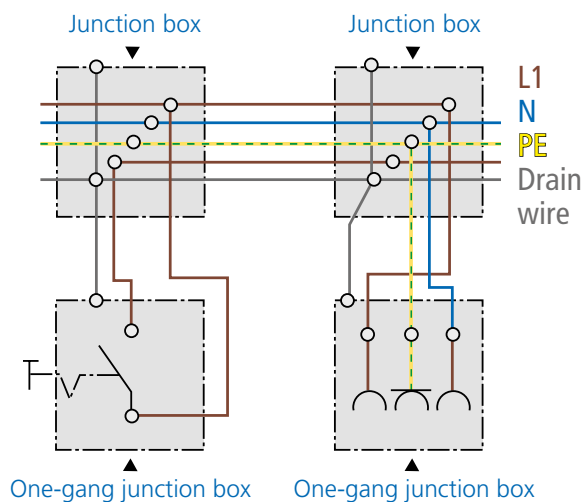 Junction box
Junction box
L1
N
PE
Drain
wire
One-gang junction box
One-gang junction box